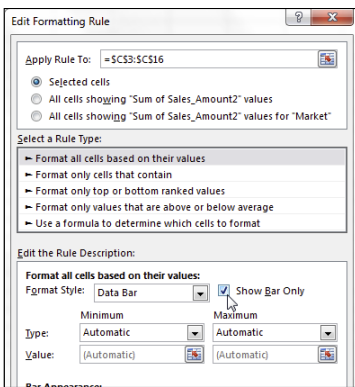 Edit Formatting Rule
Apply Rule To: =$C$3:$C$16
Selected cells
All cells showing "Sum of Sales_Amount2" values
All cells showing "Sum of Sales_Amount2" values for "Market"
Select a Rule Type:
► Format all cells based on their values
► Format only cells that contain
► Format only top or bottom ranked values
► Format only values that are above or below average
► Use a formula to determine which cells to format
Edit the Rule Description:
Format all cells based on their values:
Format Style: Data Bar Show Bar Only
Minimum Maximum
Type: Automatic Automatic
Value: (Automatic) (Automatic)
Bar Appearance: